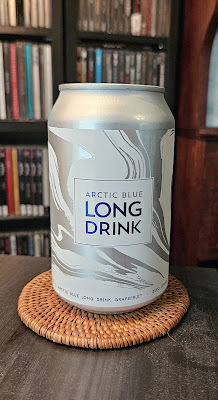 ARCTIC BLUE
LONG
DRINK
ARCTIC BLUE LONG DRINK GRAPEFRUIT